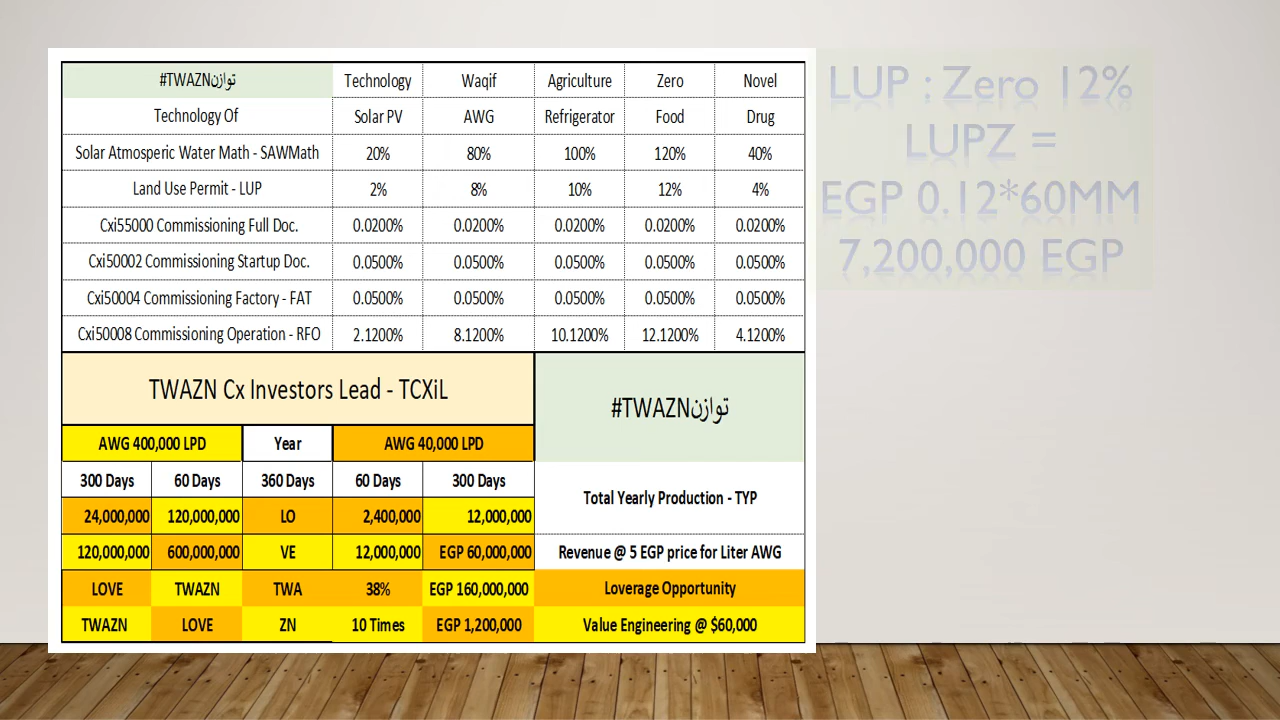 #TWAZNتوازن Technology Waqif Agriculture Zero Novel
Technology Of Solar PV AWG Refrigerator Food Drug
Solar Atmosperic Water Math - SAWMath 20% 80% 100% 120% 40%
Land Use Permit - LUP 2% 8% 10% 12% 4%
Cxi55000 Commissioning Full Doc. 0.0200% 0.0200% 0.0200% 0.0200% 0.0200%
Cxi50002 Commissioning Startup Doc. 0.0500% 0.0500% 0.0500% 0.0500% 0.0500%
Cxi50004 Commissioning Factory - FAT 0.0500% 0.0500% 0.0500% 0.0500% 0.0500%
Cxi50008 Commissioning Operation - RFO 2.1200% 8.1200% 10.1200% 12.1200% 4.1200%
TWAZN Cx Investors Lead - TCXiL
#TWAZNتوازن
AWG 400,000 LPD Year AWG 40,000 LPD
300 Days 60 Days 360 Days 60 Days 300 Days
Total Yearly Production - TYP
24,000,000 120,000,000 LO 2,400,000 12,000,000
120,000,000 600,000,000 VE 12,000,000 EGP 60,000,000 Revenue @ 5 EGP price for Liter AWG
LOVE TWAZN TWA 38% EGP 160,000,000 Loverage Opportunity
TWAZN LOVE ZN 10 Times EGP 1,200,000 Value Engineering @ $60,000
LUP : Zero 12%
LUPZ =
EGP 0.12*60MM
7,200,000 EGP